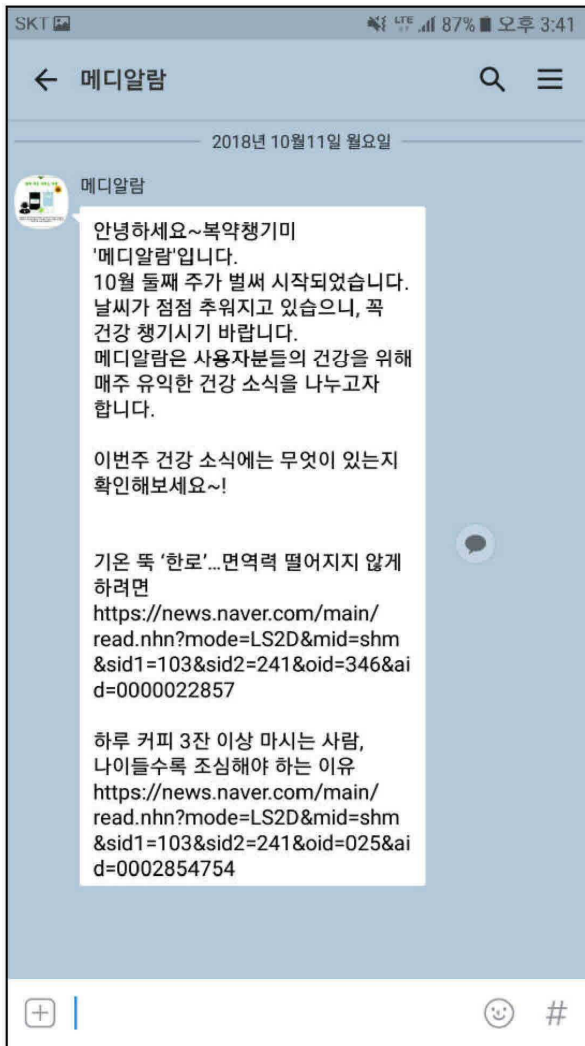 SKT LTE 87% 오후 3:41
메디알람
2018년 10월11일 월요일
메디알람
안녕하세요~복약챙기미
'메디알람'입니다.
10월 둘째 주가 벌써 시작되었습니다.
날씨가 점점 추워지고 있습으니, 꼭
건강 챙기시기 바랍니다.
메디알람은 사용자분들의 건강을 위해
매주 유익한 건강 소식을 나누고자
합니다.
이번주 건강 소식에는 무엇이 있는지
확인해보세요~!
기온 뚝 ‘한로’...면역력 떨어지지 않게
하려면
https://news.naver.com/main/
read.nhn?mode=LS2D&mid=shm
&sid1=103&sid2=241&oid=346&ai
d=0000022857
하루 커피 3잔 이상 마시는 사람,
나이들수록 조심해야 하는 이유
https://news.naver.com/main/
read.nhn?mode=LS2D&mid=shm
&sid1=103&sid2=241&oid=025&ai
d=0002854754
#